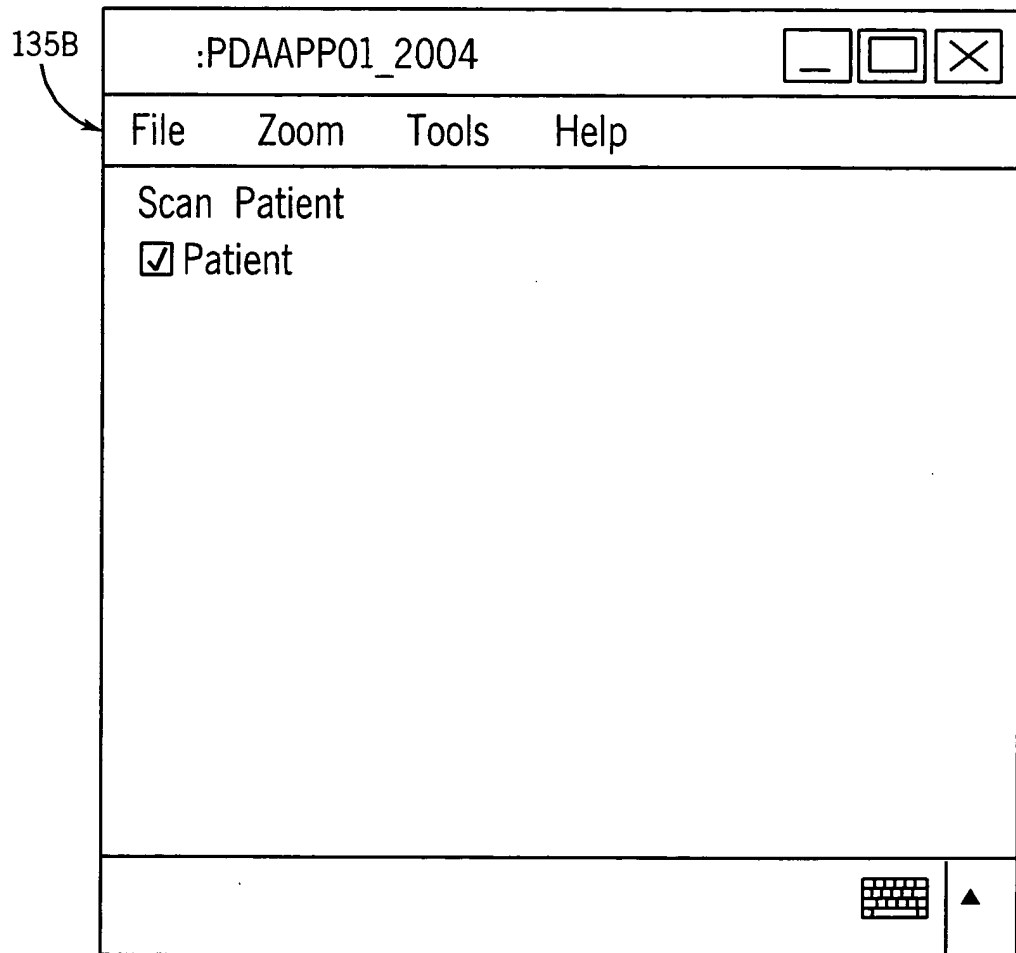 135B
:PDAAPP01_2004
File Zoom Tools Help
Scan Patient
Patient